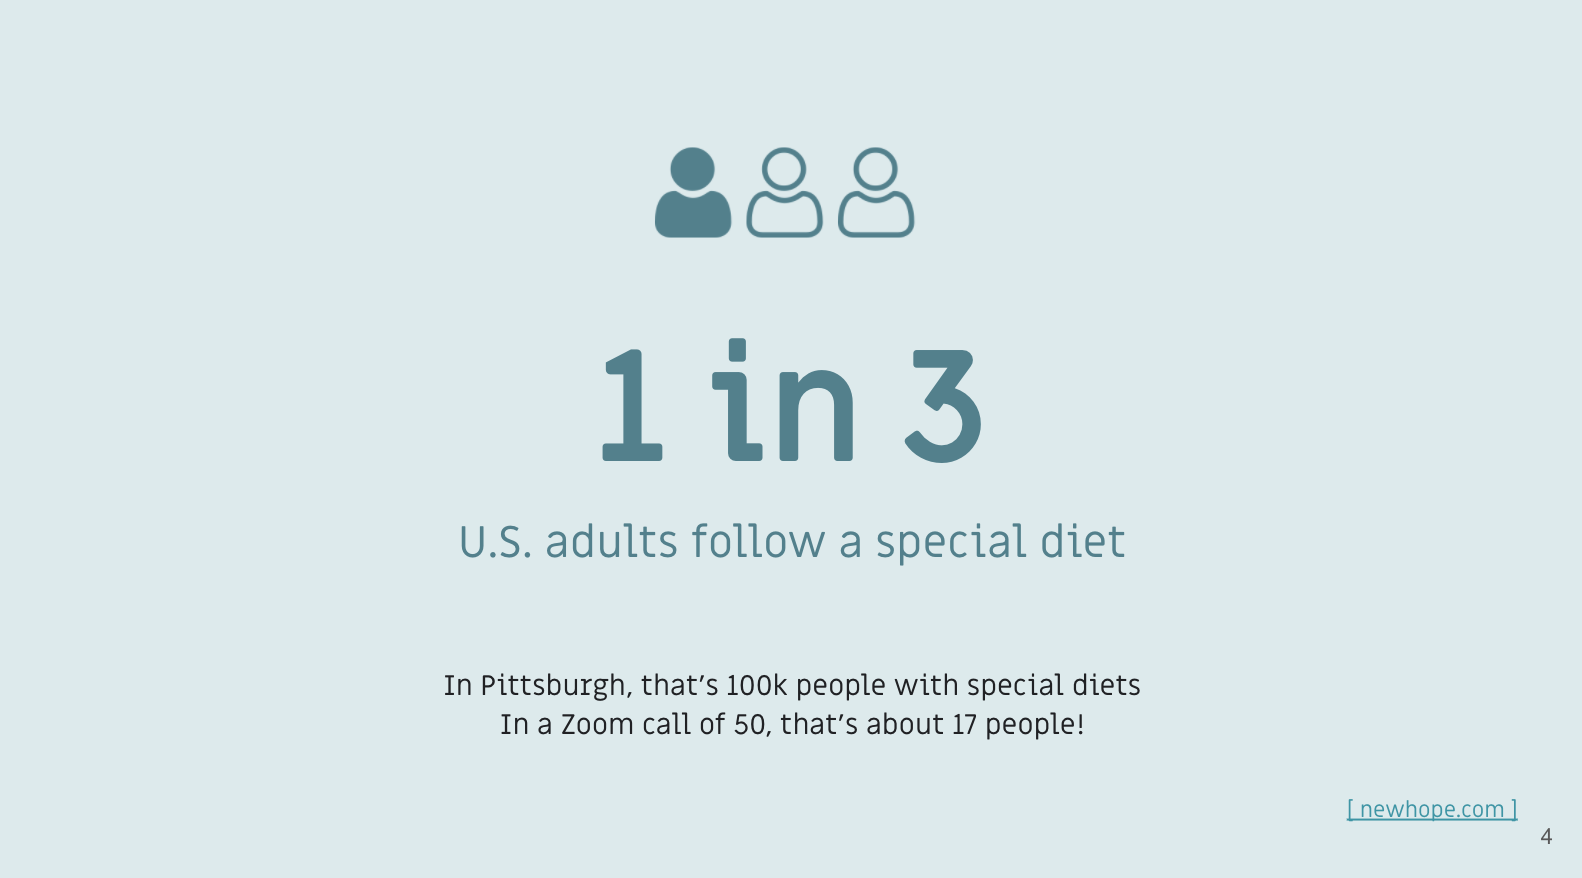 1 in 3
U.S. adults follow a special diet
In Pittsburgh, that’s 100k people with special diets
In a Zoom call of 50, that’s about 17 people!
[ newhope.com ]
4